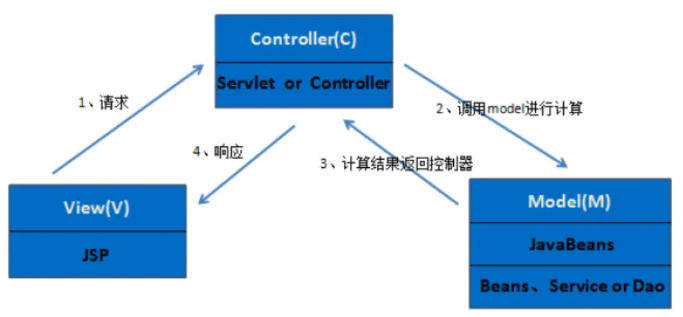 Controller(C)
Servlet or Controller
1、请求
2、调用model进行计算
4、响应
3、计算结果返回控制器
View(V)
JSP
Model(M)
JavaBeans
Beans、Service or Dao